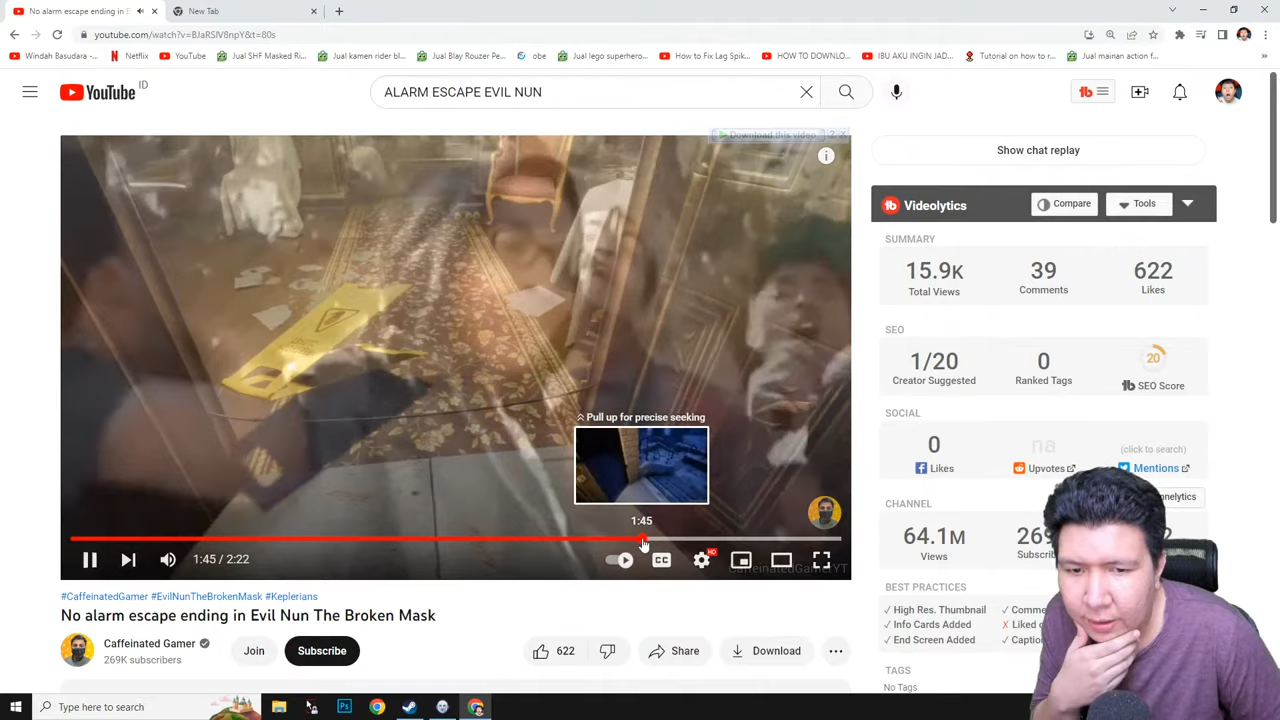 No alarm escape ending in E
New Tab
youtube.com/watch?v=BJaRSlV8npY&t=80s
Windah Basudara -...
Netflix
YouTube
Jual SHF Masked Ri...
Jual kamen rider bl...
Jual Blay Rouzer Pe...
obe
Jual lego superhero...
How to Fix Lag Spik...
HOW TO DOWNLO...
IBU AKU INGIN JAD...
Tutorial on how to r...
Jual mainan action f...
YouTube ID
ALARM ESCAPE EVIL NUN
Download this video
? X
Show chat replay
Videolytics
Compare
Tools
SUMMARY
15.9K
39
622
Total Views
Comments
Likes
SEO
1/20
0
20
Creator Suggested
Ranked Tags
SEO Score
SOCIAL
0
na
(click to search)
Likes
Upvotes
Mentions
CHANNEL
64.1M
Views
BEST PRACTICES
✓ High Res. Thumbnail
✓ Info Cards Added
✓ End Screen Added
TAGS
No Tags
Pull up for precise seeking
1:45
1:45 / 2:22
CC
HD
CaffeinatedGamerYT
#CaffeinatedGamer #EvilNunTheBrokenMask #Keplerians
No alarm escape ending in Evil Nun The Broken Mask
Caffeinated Gamer
269K subscribers
Join
Subscribe
622
Share
Download
Type here to search